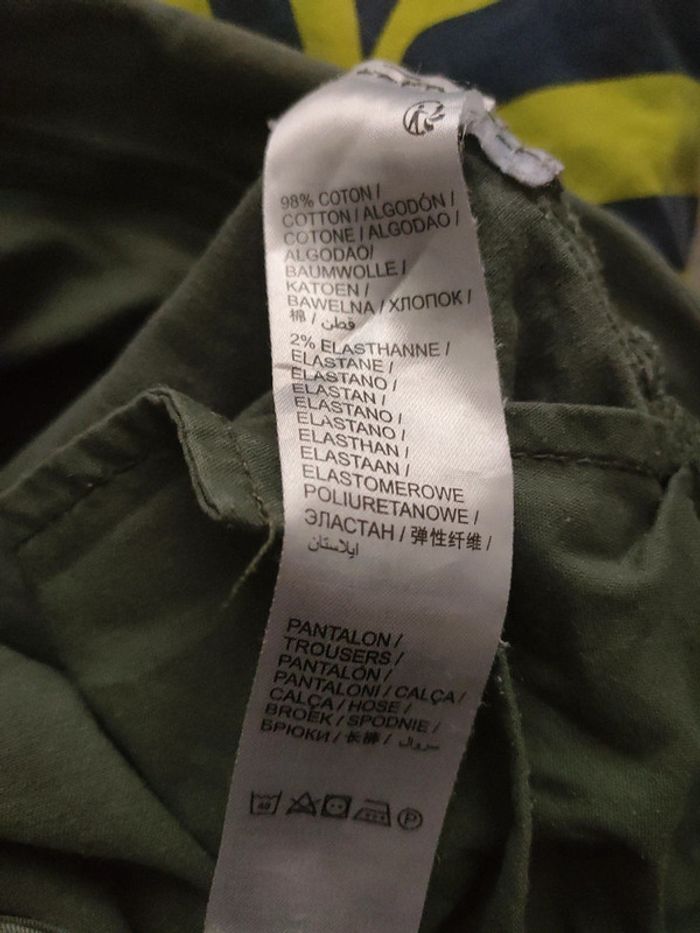 98% COTON /
COTTON / ALGODÓN /
COTONE / ALGODAO /
ALGODAO/
BAUMWOLLE /
KATOEN /
BAWELNA / ХЛОПОК /
棉 / قطن
2% ELASTHANNE /
ELASTANE /
ELASTANO /
ELASTAN /
ELASTANO /
ELASTANO /
ELASTHAN /
ELASTAAN /
ELASTOMEROWE
POLIURETANOWE /
ЭЛАСТАН / 弹性纤维 /
ايلاستان
PANTALON /
TROUSERS /
PANTALÓN /
PANTALONI / CALÇA /
CALÇA / HOSE /
BROEK / SPODNIE /
БРЮКИ / 长裤 / سروال
40 P